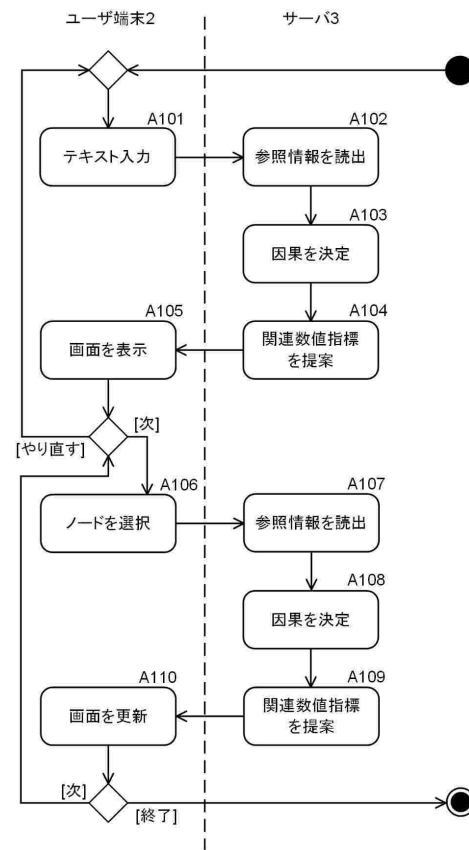 ユーザ端末2
サーバ3
A101
テキスト入力
A102
参照情報を読出
A103
因果を決定
A104
関連数値指標
を提案
A105
画面を表示
[やり直す]
[次]
A106
ノードを選択
A107
参照情報を読出
A108
因果を決定
A109
関連数値指標
を提案
A110
画面を更新
[次]
[終了]